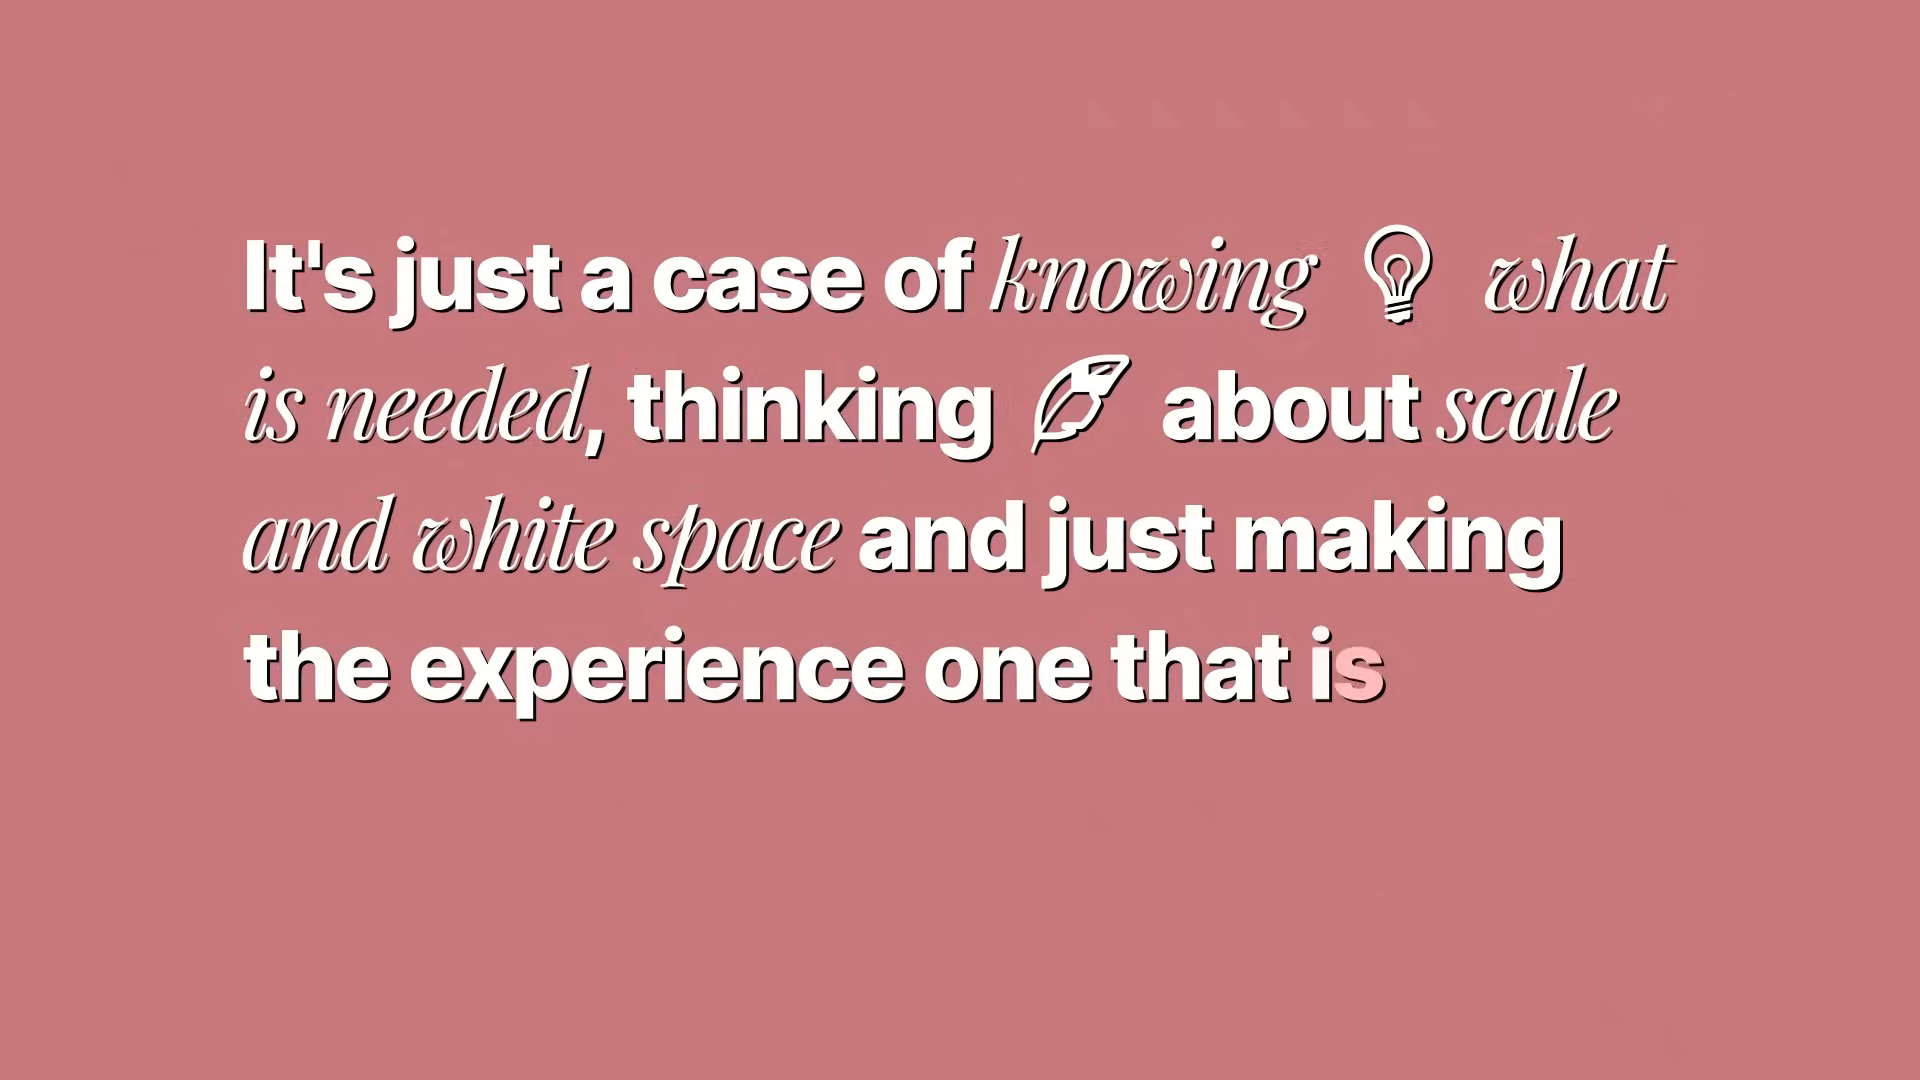 It's just a case of knowing what
is needed, thinking about scale
and white space and just making
the experience one that is